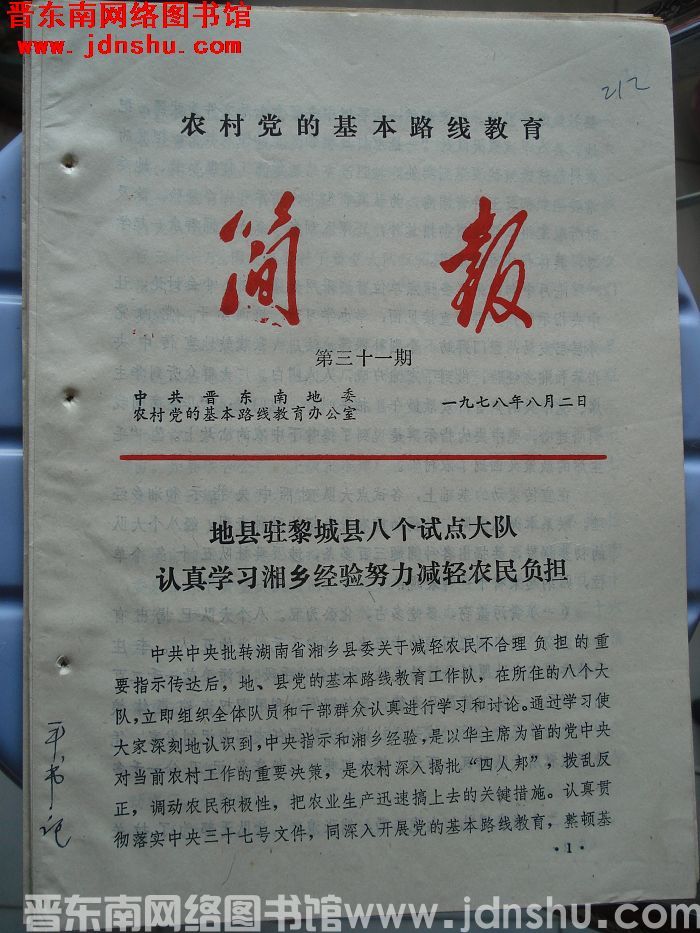 晋东南网络图书馆
www.jdnshu.com
212
农村党的基本路线教育
简报
第三十一期
中共晋东南地委
农村党的基本路线教育办公室
一九七八年八月二日
地县驻黎城县八个试点大队
认真学习湘乡经验努力减轻农民负担
中共中央批转湖南省湘乡县委关于减轻农民不合理负担的重
要指示传达后，地、县党的基本路线教育工作队，在所住的八个大
队，立即组织全体队员和干部群众认真进行学习和讨论。通过学习使
大家深刻地认识到，中央指示和湘乡经验，是以华主席为首的党中央
对当前农村工作的重要决策，是农村深入揭批“四人邦”，拨乱反
正，调动农民积极性，把农业生产迅速搞上去的关键措施。认真贯
彻落实中央三十七号文件，同深入开展党的基本路线教育，整顿基
·1·
书记
晋东南网络图书馆 www.jdnshu.com